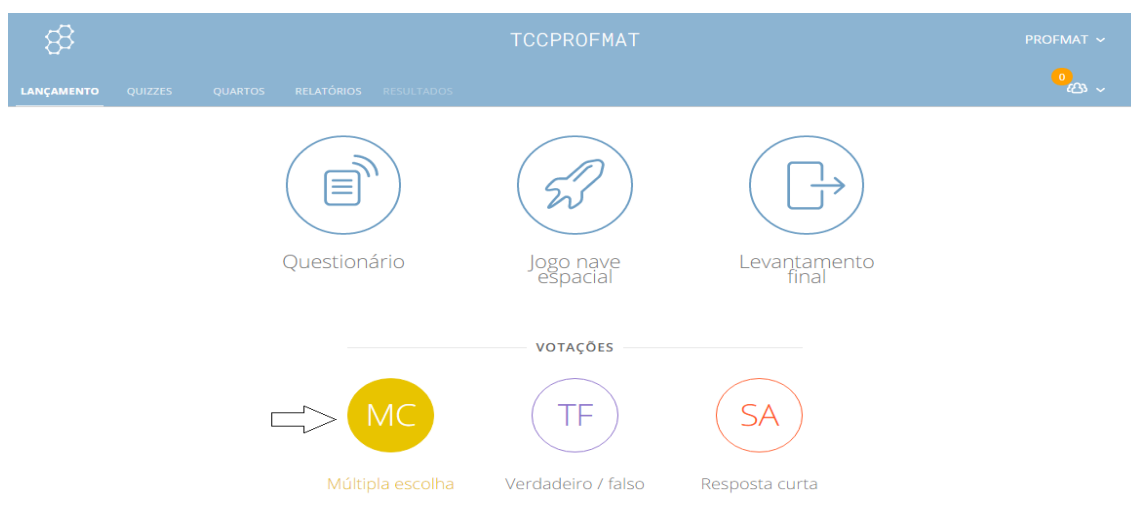 TCCPROFMAT
PROFMAT
LANÇAMENTO QUIZZES QUARTOS RELATÓRIOS RESULTADOS
0
Questionário
Jogo nave
espacial
Levantamento
final
VOTAÇÕES
MC
TF
SA
Múltipla escolha
Verdadeiro / falso
Resposta curta